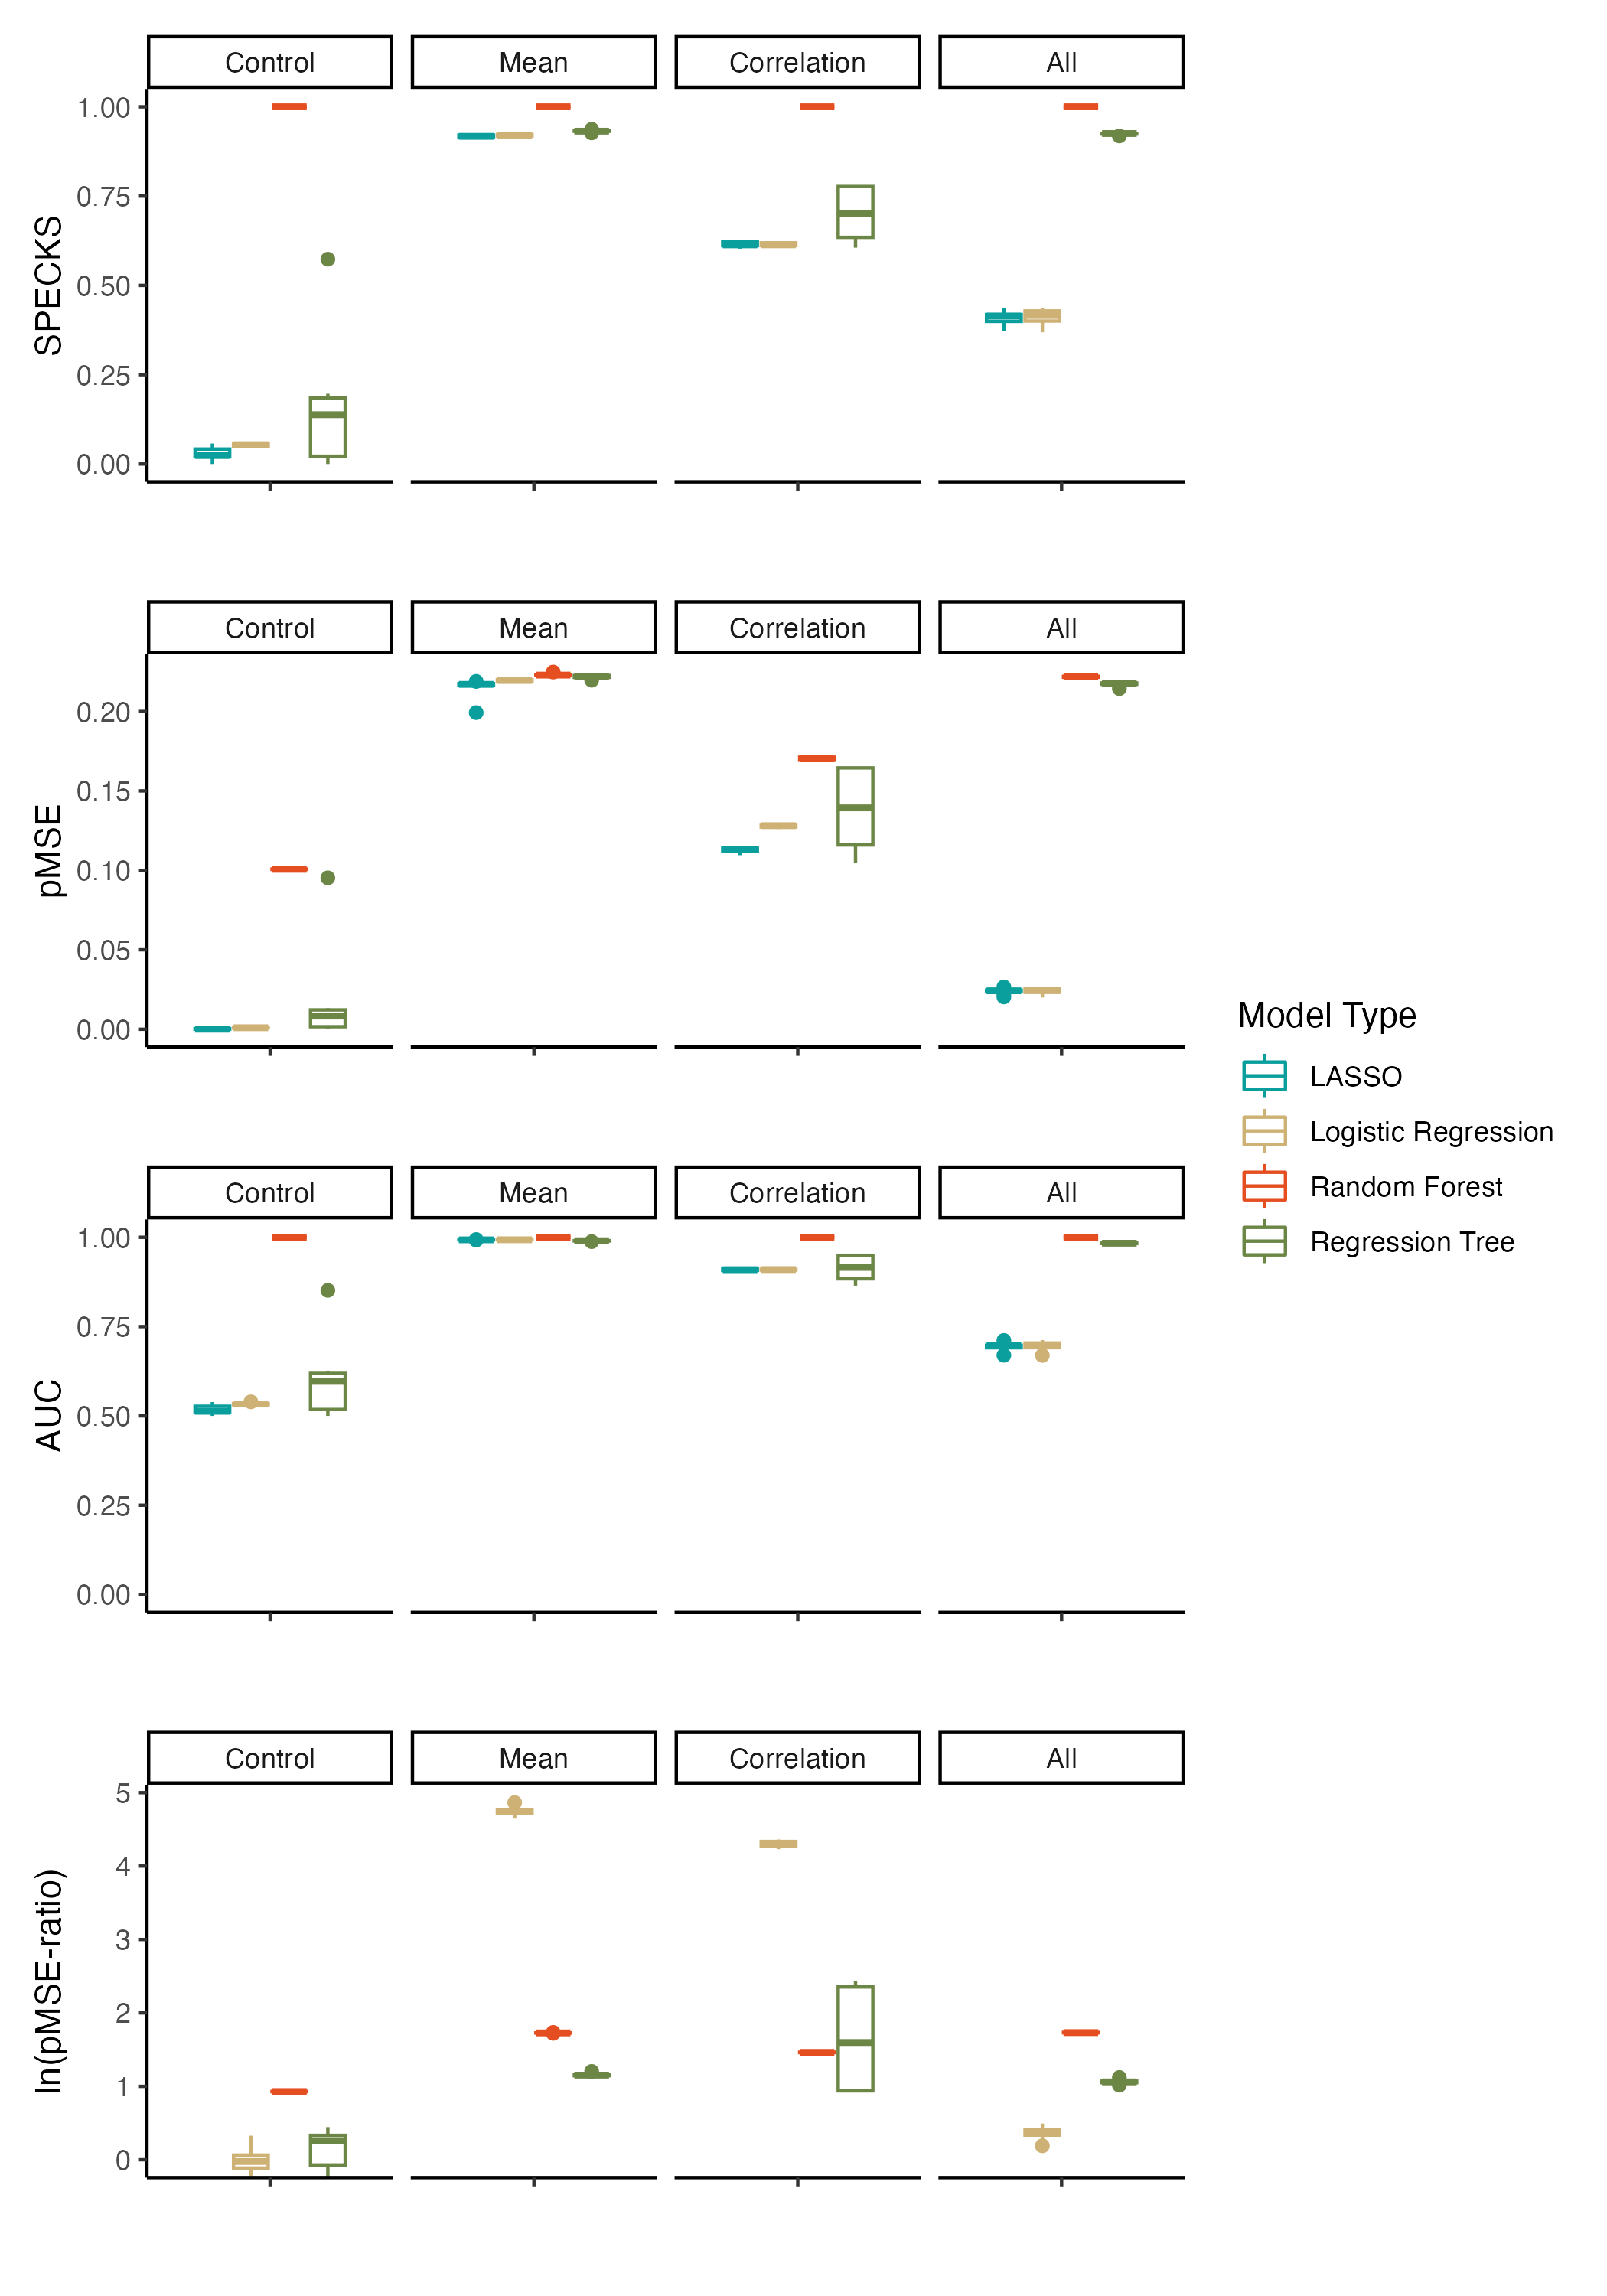 Control Mean Correlation All
SPECKS
1.00
0.75
0.50
0.25
0.00
Control Mean Correlation All
pMSE
0.20
0.15
0.10
0.05
0.00
Control Mean Correlation All
AUC
1.00
0.75
0.50
0.25
0.00
Control Mean Correlation All
ln(pMSE-ratio)
5
4
3
2
1
0
Model Type
LASSO
Logistic Regression
Random Forest
Regression Tree